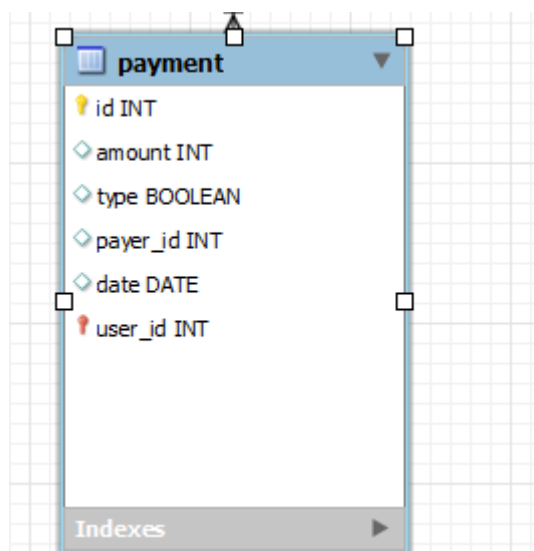 payment
id INT
amount INT
type BOOLEAN
payer_id INT
date DATE
user_id INT
Indexes